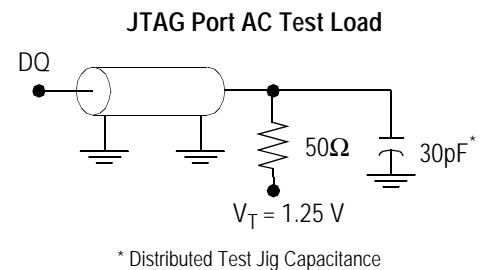 JTAG Port AC Test Load
DQ
50Ω
30pF*
VT = 1.25 V
* Distributed Test Jig Capacitance